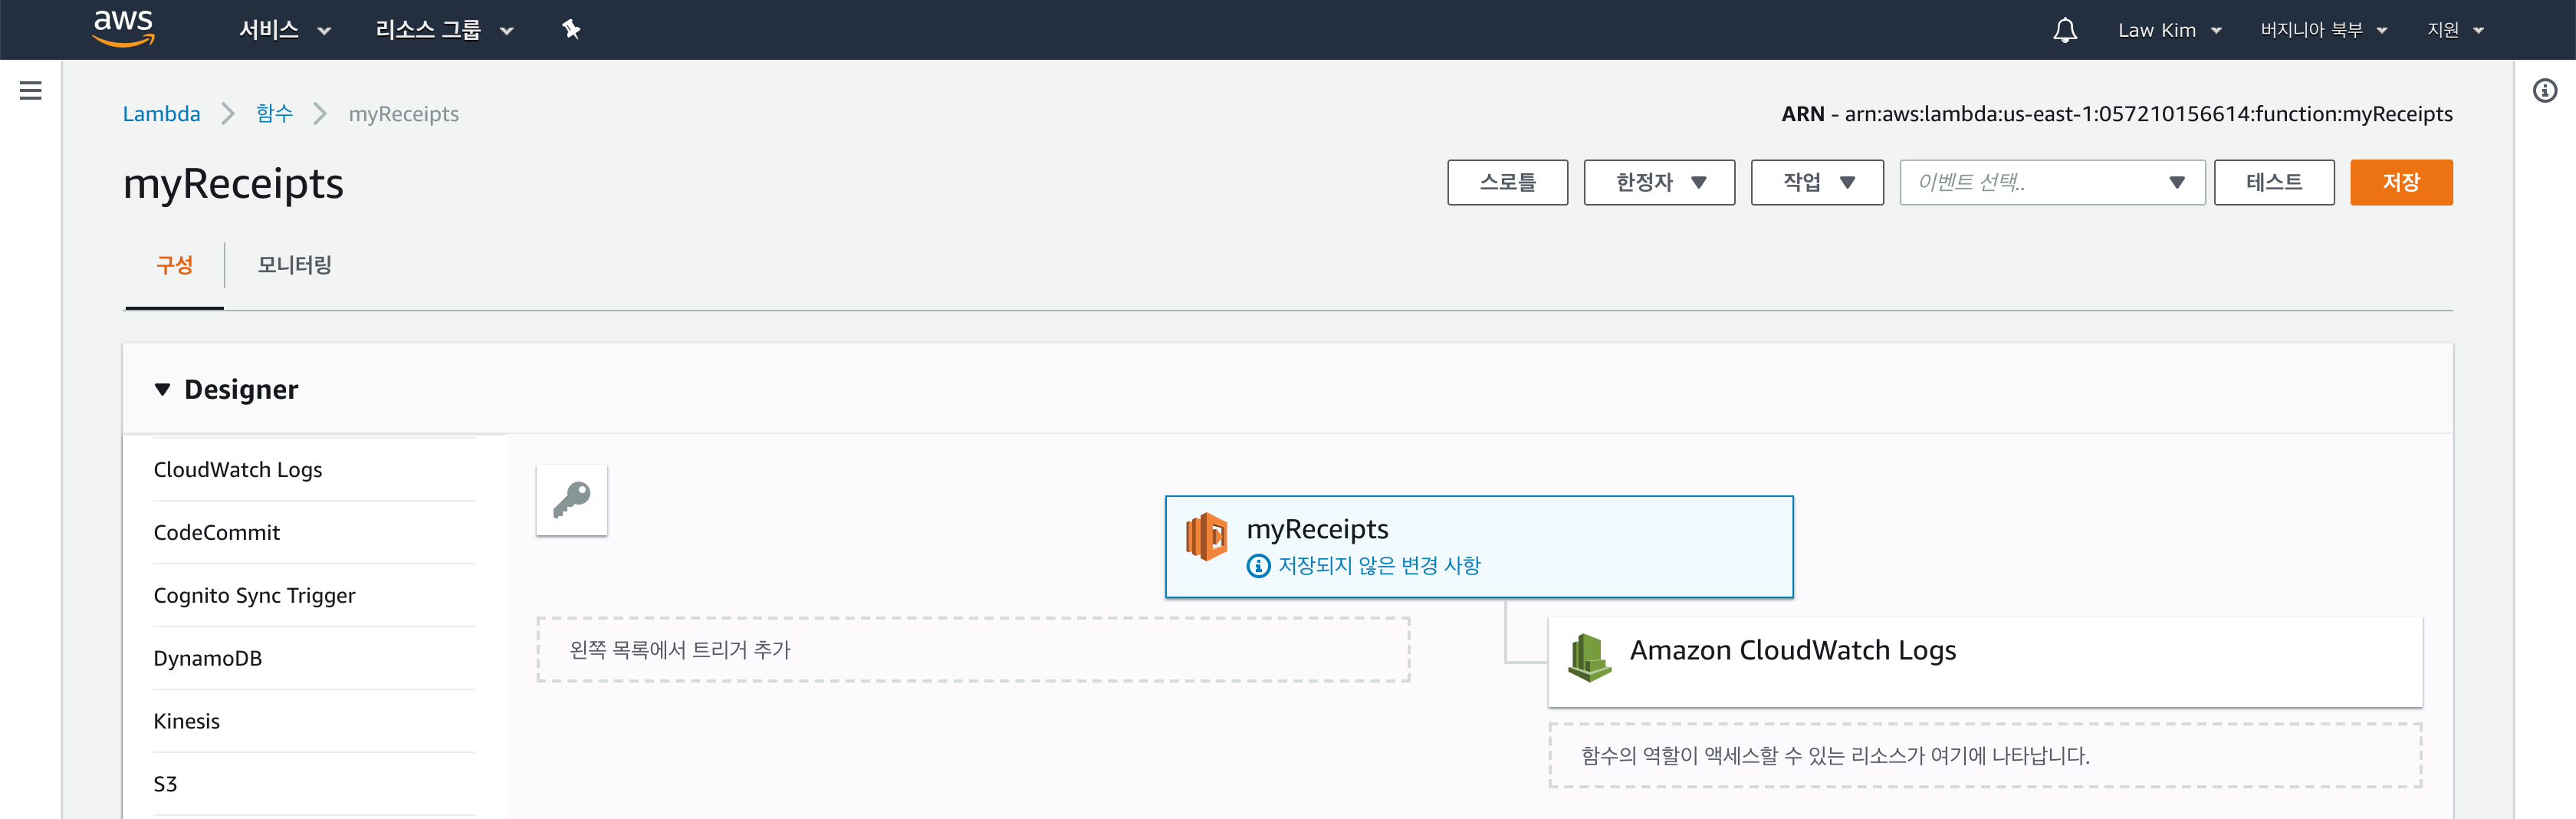 aws 서비스 리소스 그룹 Law Kim 버지니아 북부 지원
Lambda 함수 myReceipts
ARN - arn:aws:lambda:us-east-1:057210156614:function:myReceipts
myReceipts
스로틀 한정자 작업 이벤트 선택.. 테스트 저장
구성 모니터링
Designer
CloudWatch Logs
CodeCommit
Cognito Sync Trigger
DynamoDB
Kinesis
S3
myReceipts
저장되지 않은 변경 사항
왼쪽 목록에서 트리거 추가
Amazon CloudWatch Logs
함수의 역할이 액세스할 수 있는 리소스가 여기에 나타납니다.